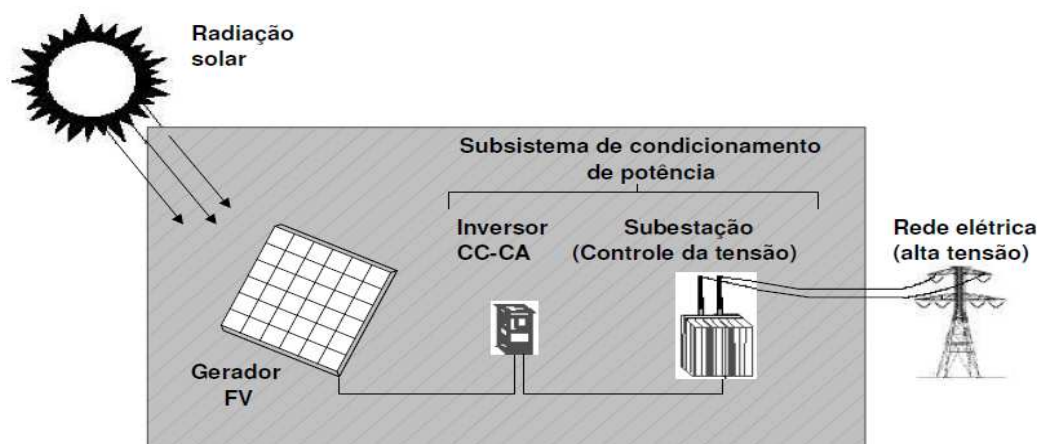 Radiação
solar
Subsistema de condicionamento
de potência
Inversor
CC-CA
Subestação
(Controle da tensão)
Rede elétrica
(alta tensão)
Gerador
FV